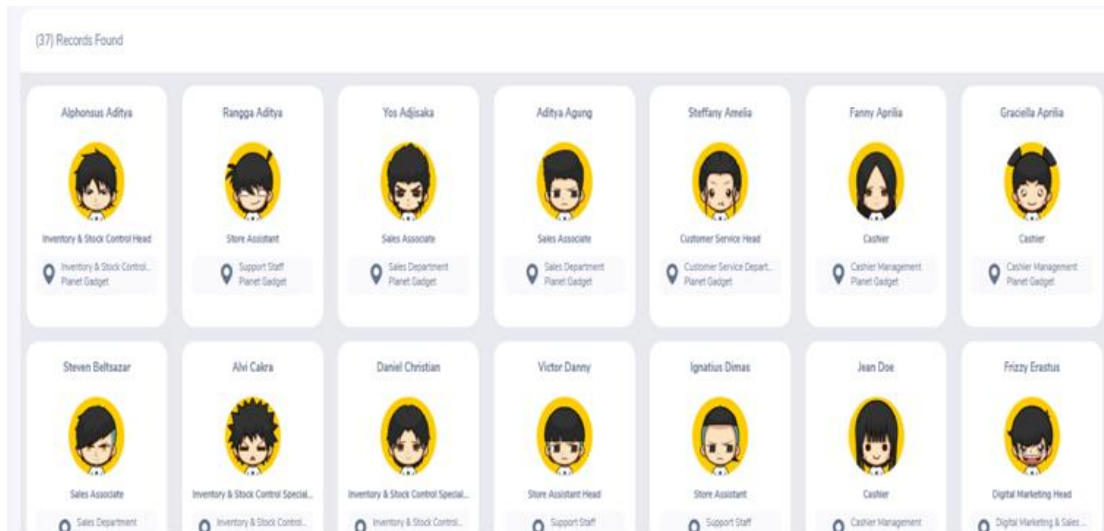 (37) Records Found
Alphonsus Aditya
Rangga Aditya
Yos Adjisaka
Aditya Agung
Steffany Amelia
Fanny Aprilia
Graciella Aprilia
Inventory & Stock Control Head
Store Assistant
Sales Associate
Sales Associate
Customer Service Head
Cashier
Cashier
Inventory & Stock Control...
Planet Gadget
Support Staff
Planet Gadget
Sales Department
Planet Gadget
Sales Department
Planet Gadget
Customer Service Depart...
Planet Gadget
Cashier Management
Planet Gadget
Cashier Management
Planet Gadget
Steven Beltsazar
Alvi Cakra
Daniel Christian
Victor Danny
Ignatius Dimas
Jean Doe
Frizzy Erastus
Sales Associate
Inventory & Stock Control Special...
Inventory & Stock Control Special...
Store Assistant Head
Store Assistant
Cashier
Digital Marketing Head
Sales Department
Inventory & Stock Control...
Inventory & Stock Control...
Support Staff
Support Staff
Cashier Management
Digital Marketing & Sales ...